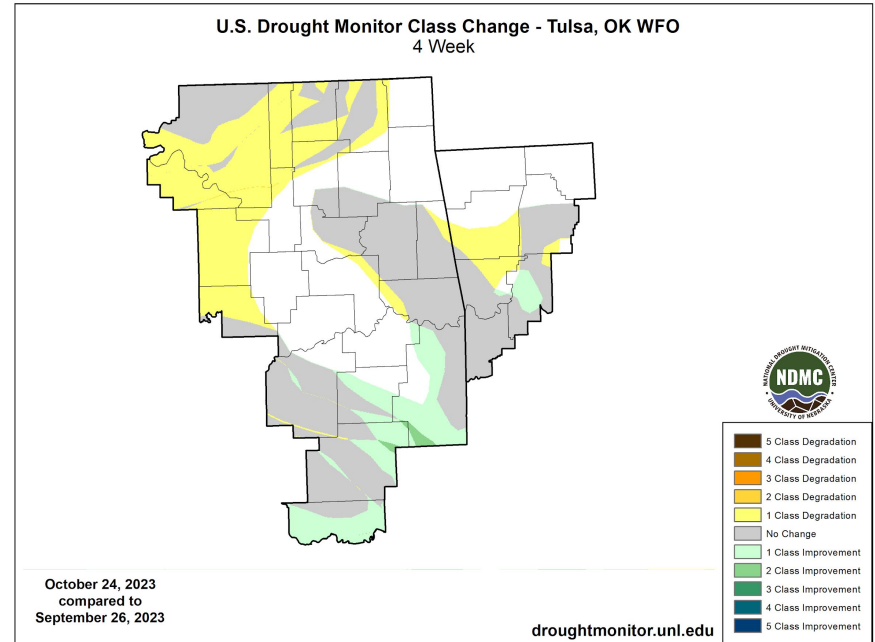 U.S. Drought Monitor Class Change - Tulsa, OK WFO
4 Week
NATIONAL DROUGHT MITIGATION CENTER
NDMC
UNIVERSITY OF NEBRASKA
5 Class Degradation
4 Class Degradation
3 Class Degradation
2 Class Degradation
1 Class Degradation
No Change
1 Class Improvement
2 Class Improvement
3 Class Improvement
4 Class Improvement
5 Class Improvement
October 24, 2023
compared to
September 26, 2023
droughtmonitor.unl.edu